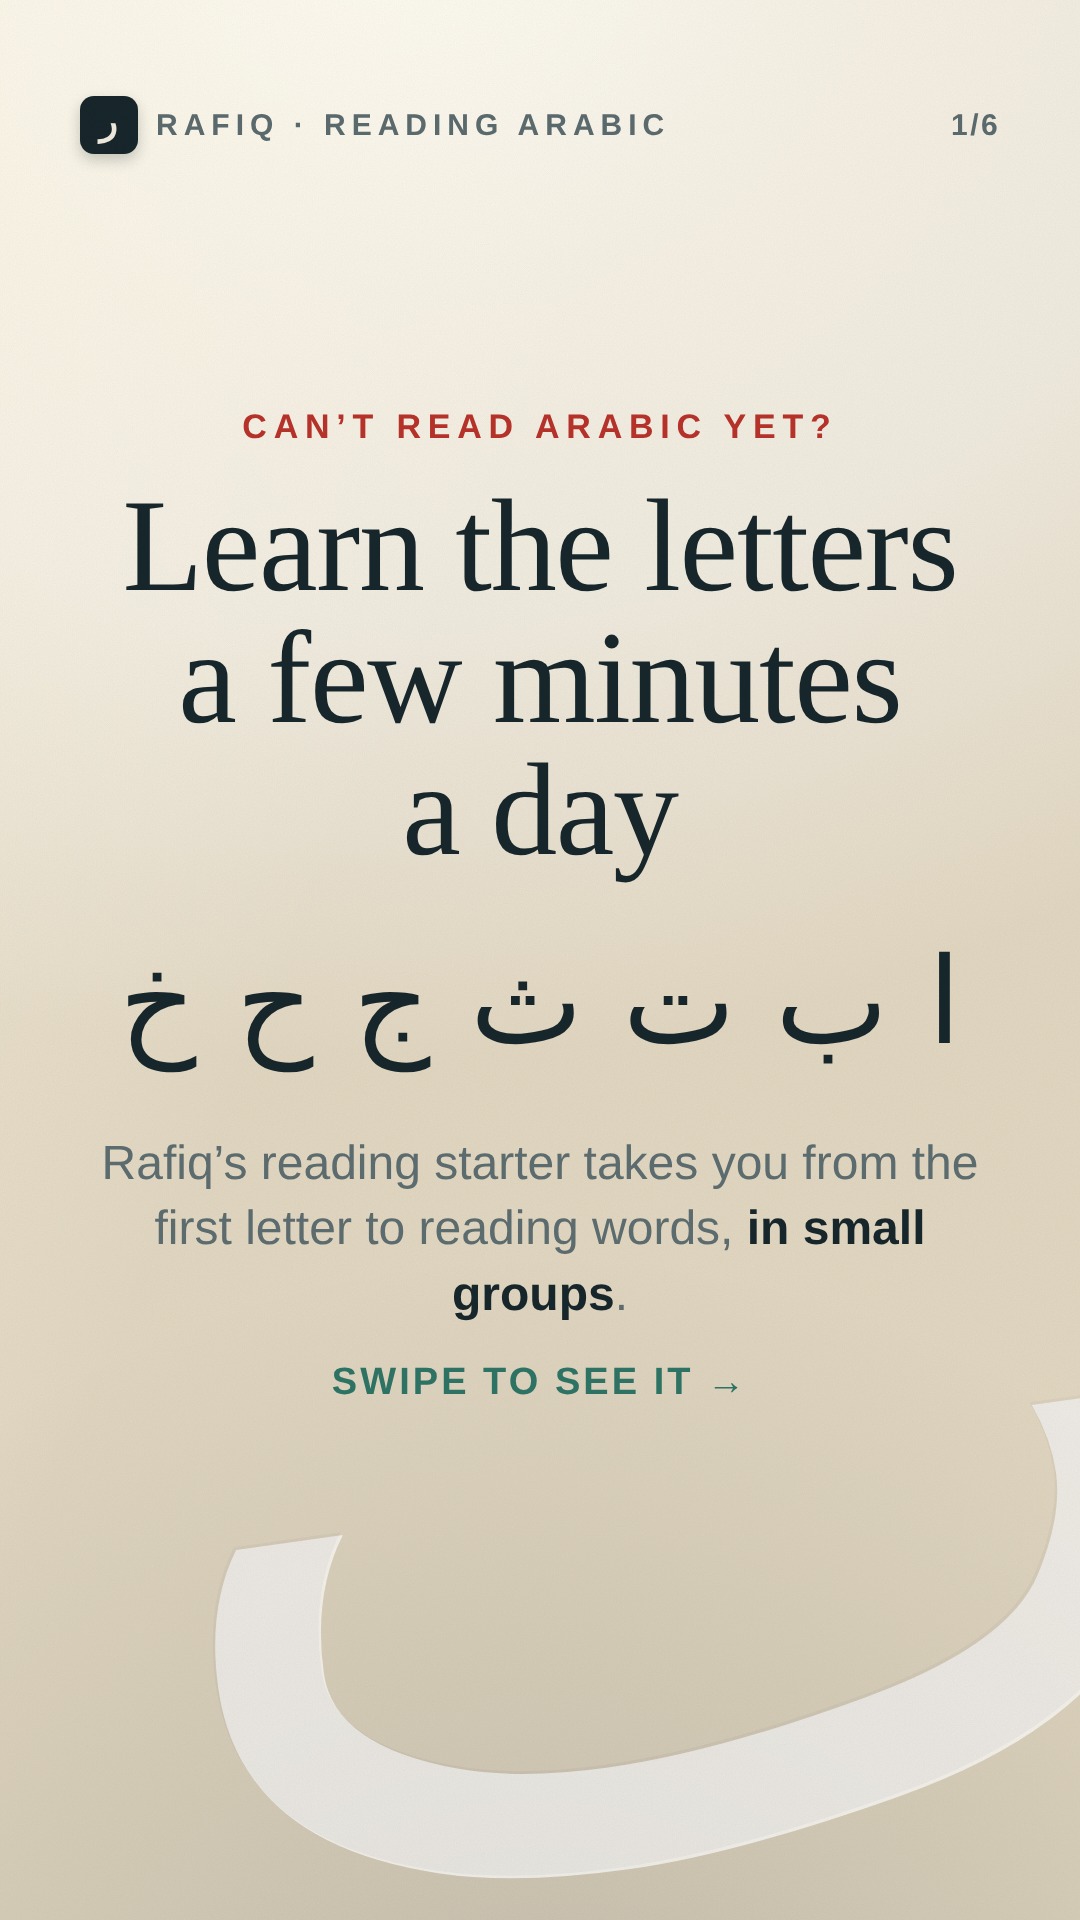 ر RAFIQ · READING ARABIC 1/6
CAN’T READ ARABIC YET?
Learn the letters
a few minutes
a day
ا ب ت ث ج ح خ
Rafiq’s reading starter takes you from the
first letter to reading words, in small
groups.
SWIPE TO SEE IT →